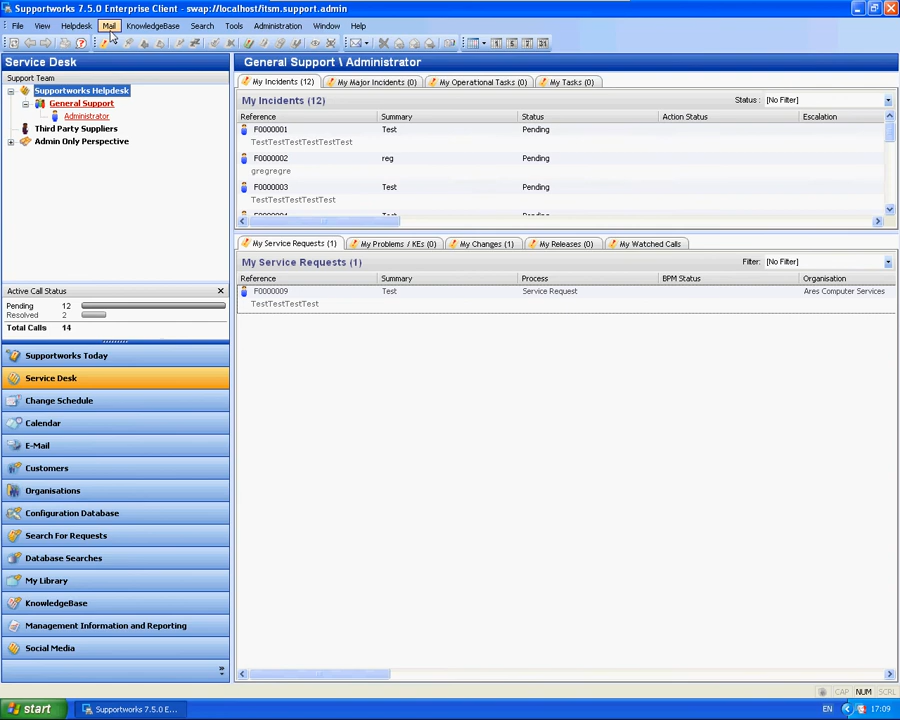 Supportworks 7.5.0 Enterprise Client - swap://localhost/itsm.support.admin
File View Helpdesk Mail KnowledgeBase Search Tools Administration Window Help
Service Desk
General Support \ Administrator
Support Team
Supportworks Helpdesk
General Support
Administrator
Third Party Suppliers
Admin Only Perspective
My Incidents (12) My Major Incidents (0) My Operational Tasks (0) My Tasks (0)
My Incidents (12) Status : [No Filter]
Reference Summary Status Action Status Escalation
F0000001 Test Pending
TestTestTestTestTestTest
F0000002 reg Pending
gregregre
F0000003 Test Pending
TestTestTestTestTest
My Service Requests (1) My Problems / KEs (0) My Changes (1) My Releases (0) My Watched Calls
My Service Requests (1) Filter: [No Filter]
Reference Summary Process BPM Status Organisation
F0000009 Test Service Request Ares Computer Services
TestTestTestTest
Active Call Status
Pending 12
Resolved 2
Total Calls 14
Supportworks Today
Service Desk
Change Schedule
Calendar
E-Mail
Customers
Organisations
Configuration Database
Search For Requests
Database Searches
My Library
KnowledgeBase
Management Information and Reporting
Social Media
CAP NUM SCRL
start Supportworks 7.5.0 E... EN 17:09